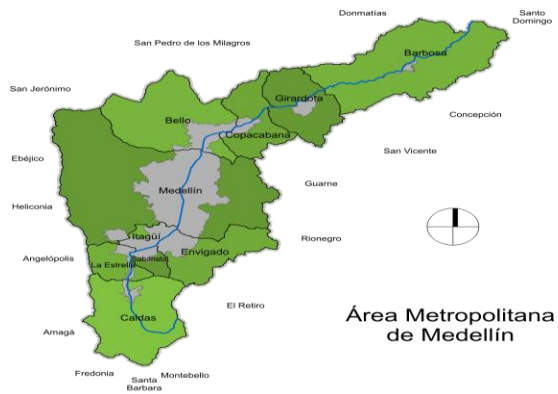 Donmatías
Santo
Domingo
San Pedro de los Milagros
Barbosa
San Jerónimo
Girardota
Bello
Copacabana
Concepción
San Vicente
Ebéjico
Medellín
Guarne
Heliconia
Itagüí
Rionegro
Envigado
Angelópolis
La Estrella
Sabaneta
El Retiro
Caldas
Área Metropolitana
de Medellín
Amagá
Fredonia
Santa
Barbara
Montebello